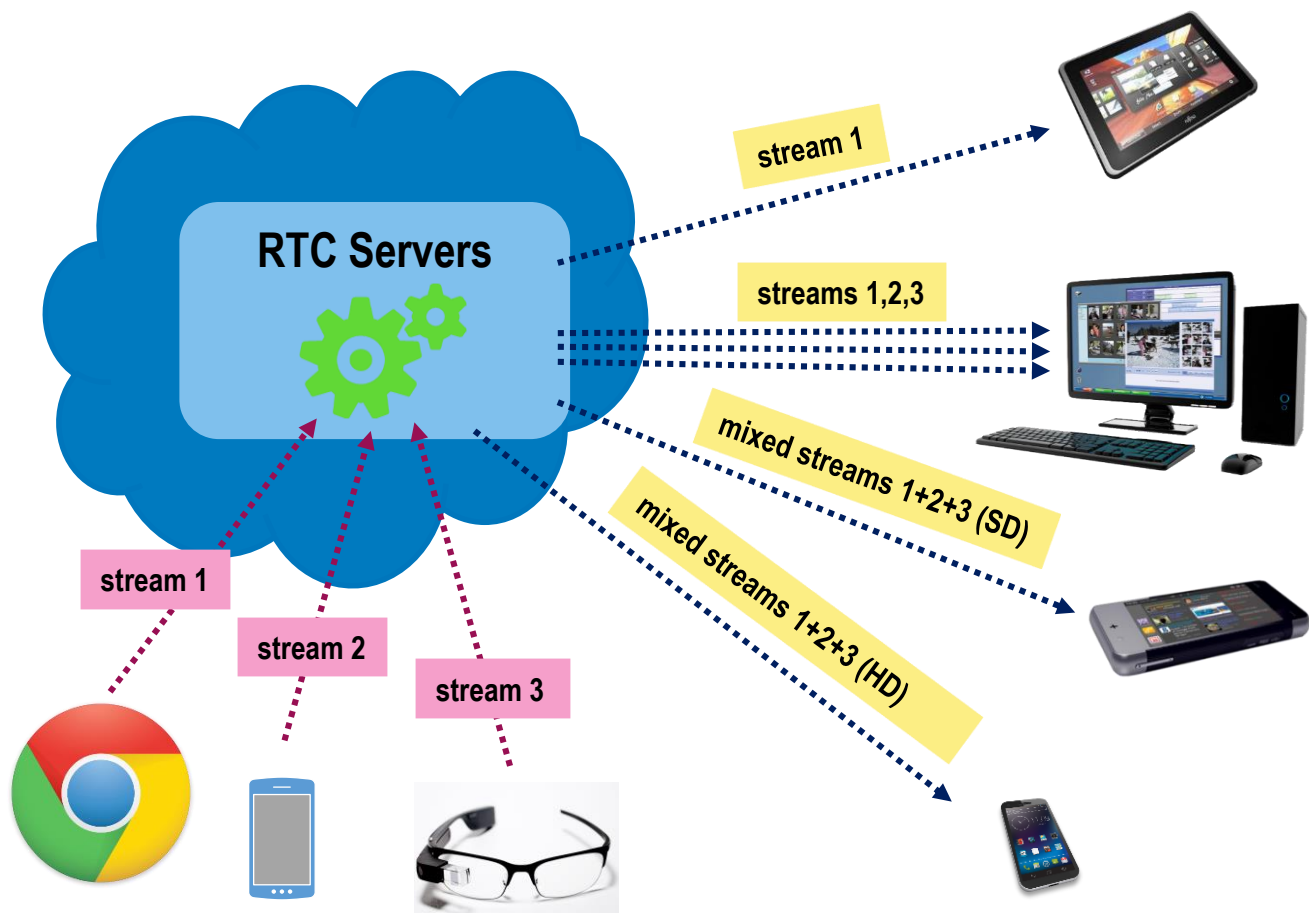 stream 1
RTC Servers
streams 1,2,3
mixed streams 1+2+3 (SD)
mixed streams 1+2+3 (HD)
stream 1
stream 2
stream 3